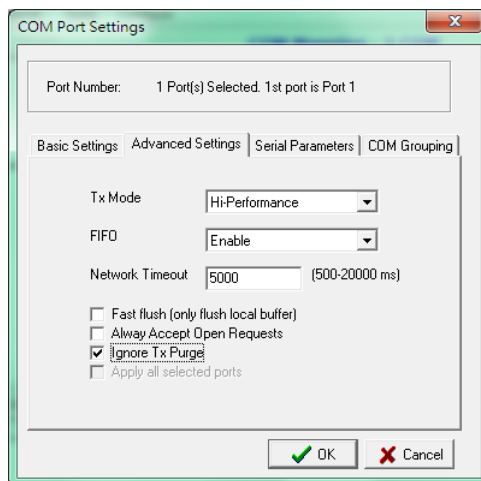 COM Port Settings
Port Number: 1 Port(s) Selected. 1st port is Port 1
Basic Settings Advanced Settings Serial Parameters COM Grouping
Tx Mode Hi-Performance
FIFO Enable
Network Timeout 5000 (500-20000 ms)
Fast flush (only flush local buffer)
Alway Accept Open Requests
Ignore Tx Purge
Apply all selected ports
OK Cancel